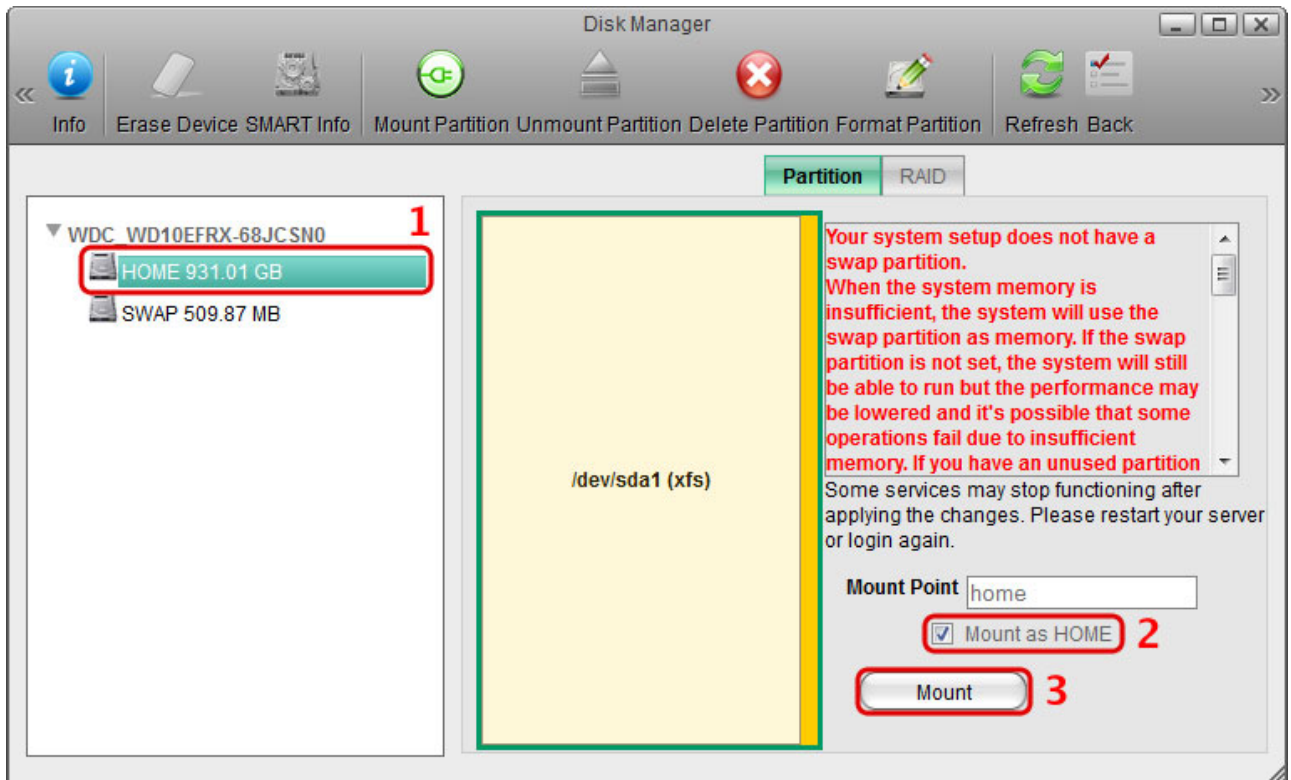 Disk Manager
Info
Erase Device
SMART Info
Mount Partition
Unmount Partition
Delete Partition
Format Partition
Refresh
Back
Partition
RAID
WDC_WD10EFRX-68JCSN0
1
HOME 931.01 GB
SWAP 509.87 MB
/dev/sda1 (xfs)
Your system setup does not have a
swap partition.
When the system memory is
insufficient, the system will use the
swap partition as memory. If the swap
partition is not set, the system will still
be able to run but the performance may
be lowered and it's possible that some
operations fail due to insufficient
memory. If you have an unused partition
Some services may stop functioning after
applying the changes. Please restart your server
or login again.
Mount Point home
Mount as HOME 2
Mount 3